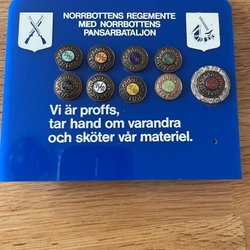 NORRBOTTENS REGEMENTE
MED NORRBOTTENS
PANSARBATALJON
Vi är proffs,
tar hand om varandra
och sköter vår materiel.